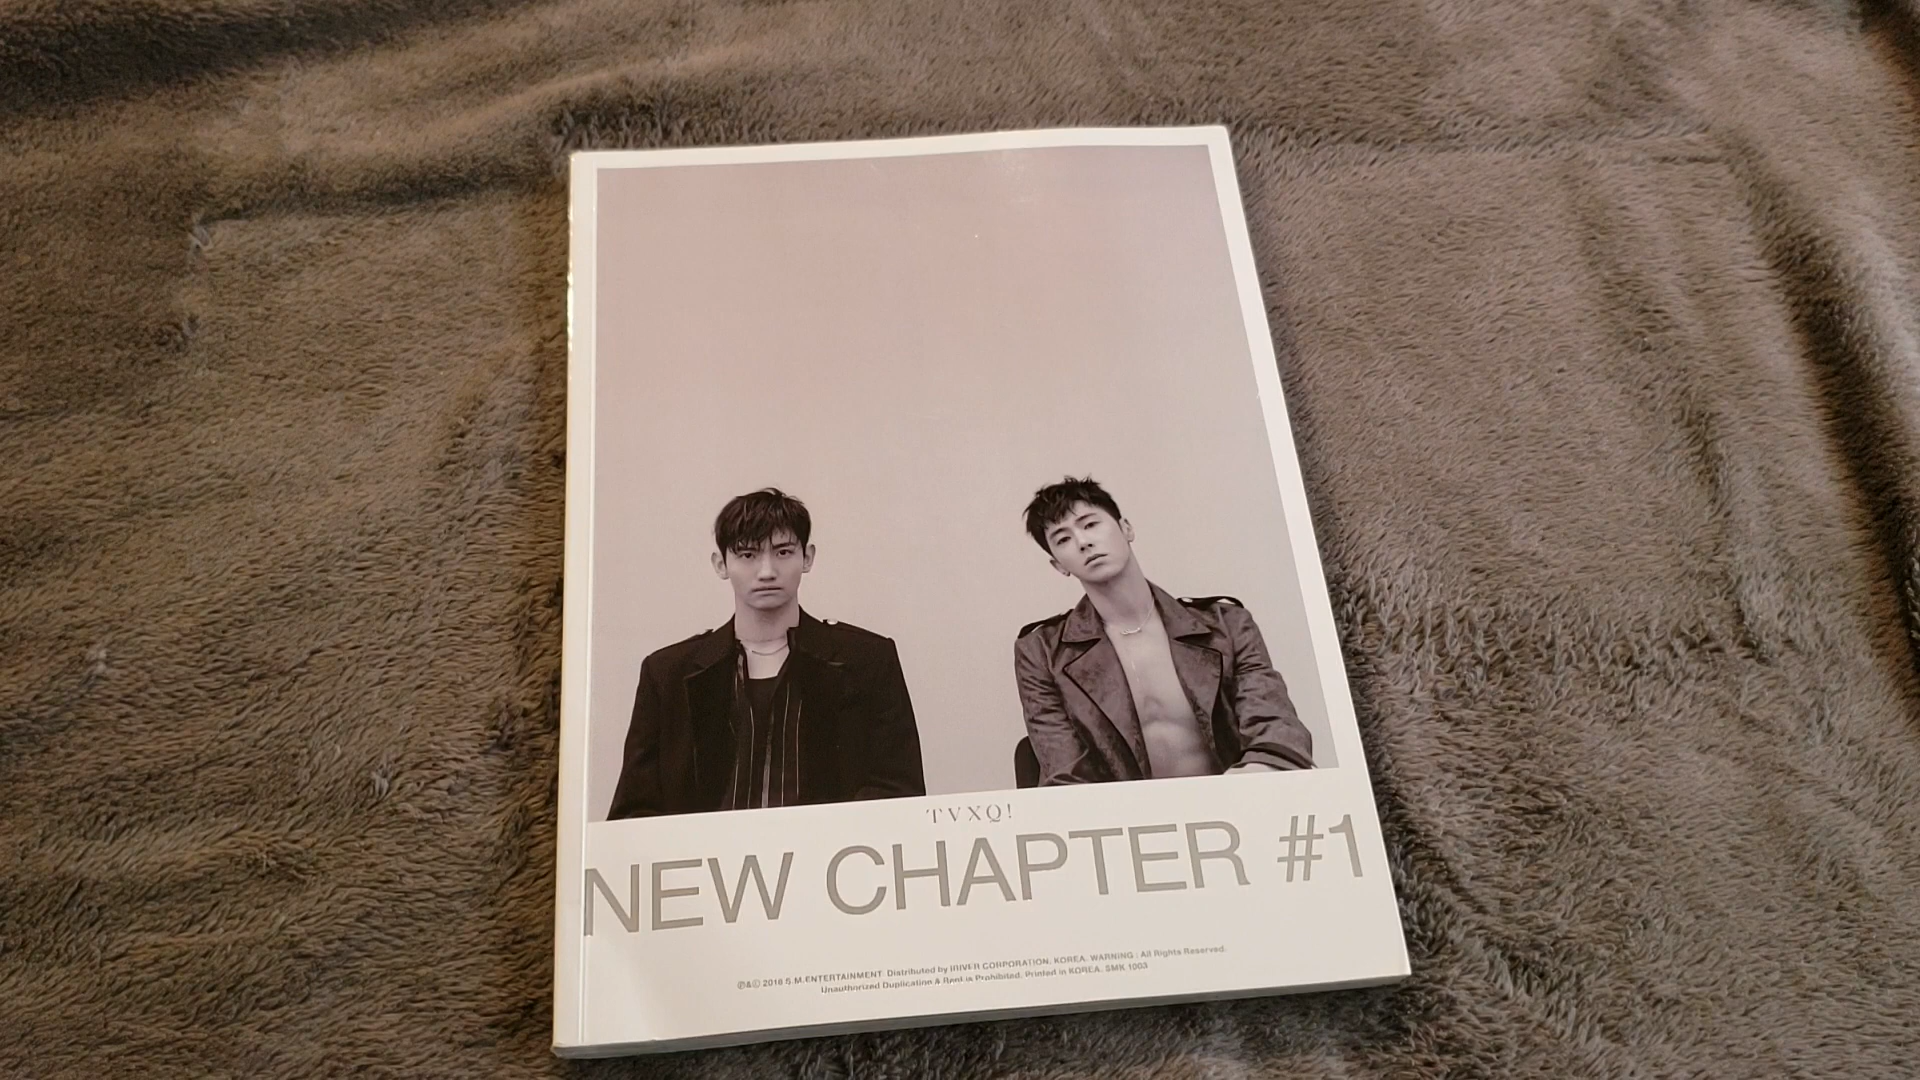 TVXQ!
NEW CHAPTER #1
℗&© 2018 S.M.ENTERTAINMENT. Distributed by IRIVER CORPORATION. KOREA. WARNING : All Rights Reserved.
Unauthorized Duplication & Rent is Prohibited. Printed in KOREA. SMK 1003